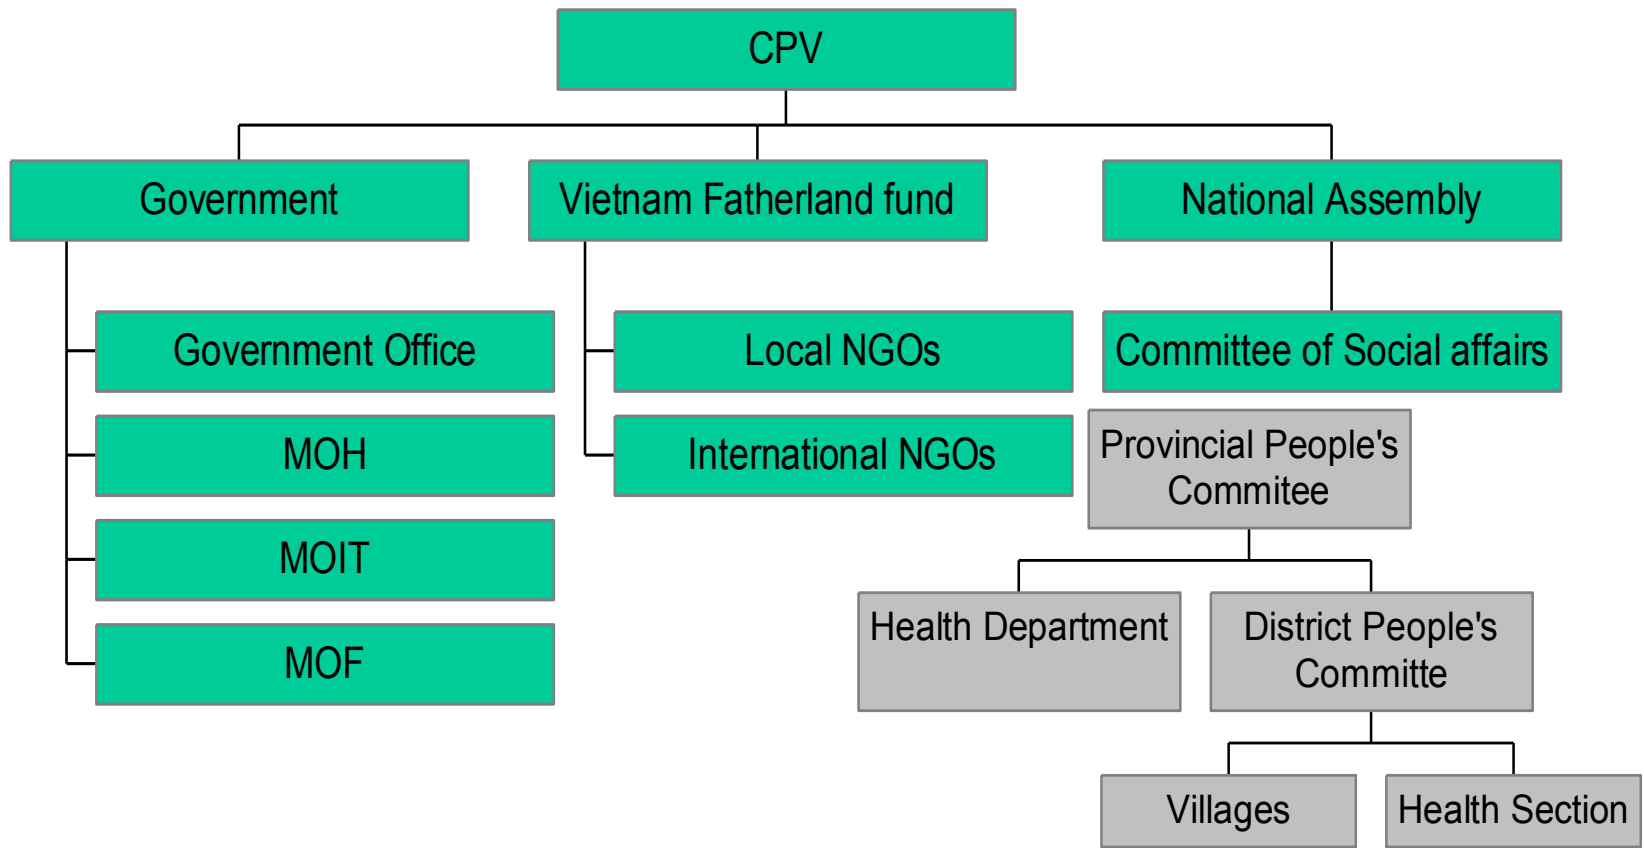 CPV
Government
Vietnam Fatherland fund
National Assembly
Government Office
Local NGOs
Committee of Social affairs
MOH
International NGOs
Provincial People's
Commitee
MOIT
Health Department
District People's
Committe
MOF
Villages
Health Section